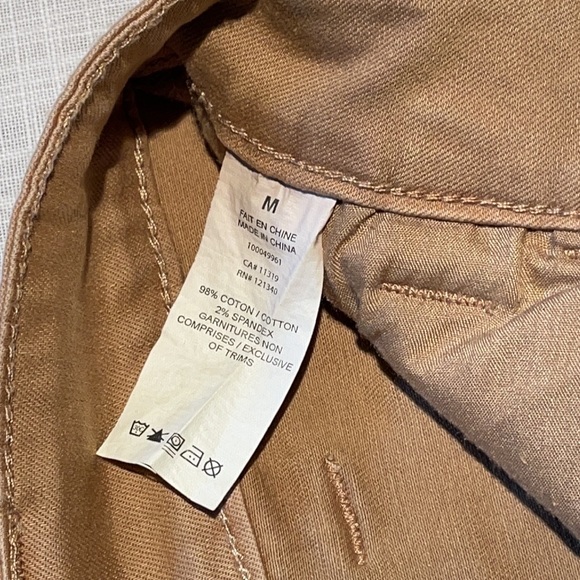 M
FAIT EN CHINE
MADE IN CHINA
100049961
CA# 11319
RN# 121340
98% COTON / COTTON
2% SPANDEX
GARNITURES NON
COMPRISES / EXCLUSIVE
OF TRIMS